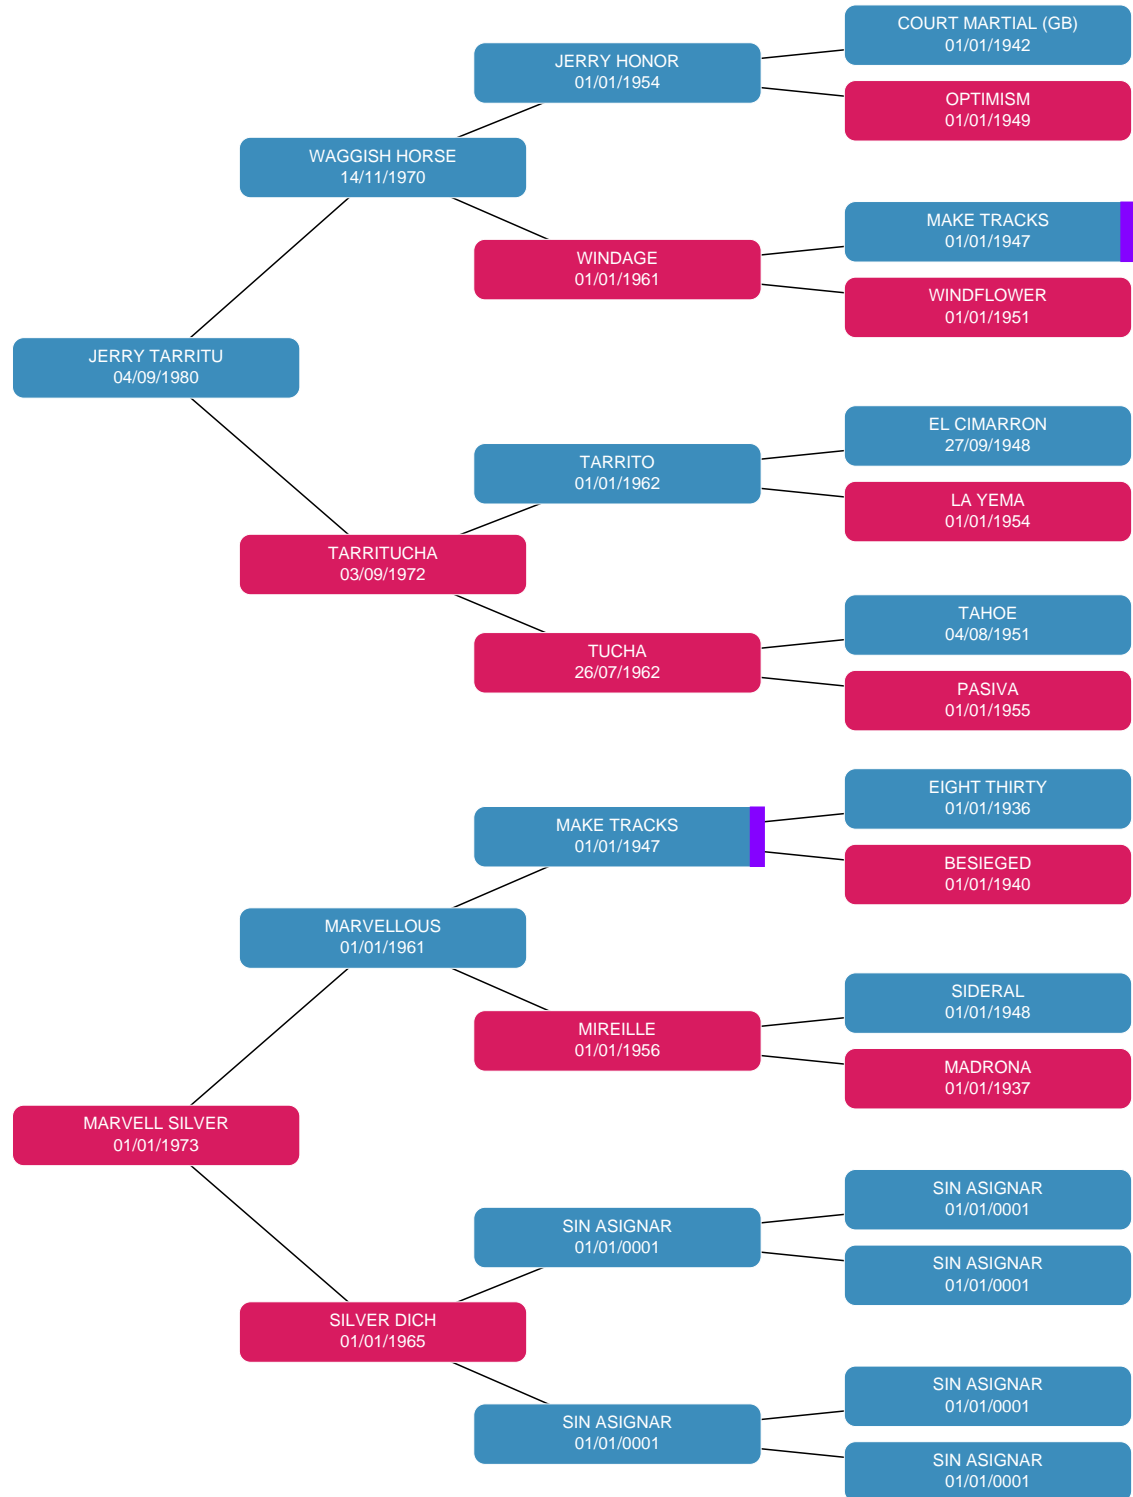 COURT MARTIAL (GB)
01/01/1942
JERRY HONOR
01/01/1954
OPTIMISM
01/01/1949
WAGGISH HORSE
14/11/1970
MAKE TRACKS
01/01/1947
WINDAGE
01/01/1961
WINDFLOWER
01/01/1951
JERRY TARRITU
04/09/1980
EL CIMARRON
27/09/1948
TARRITO
01/01/1962
LA YEMA
01/01/1954
TARRITUCHA
03/09/1972
TAHOE
04/08/1951
TUCHA
26/07/1962
PASIVA
01/01/1955
EIGHT THIRTY
01/01/1936
MAKE TRACKS
01/01/1947
BESIEGED
01/01/1940
MARVELLOUS
01/01/1961
SIDERAL
01/01/1948
MIREILLE
01/01/1956
MADRONA
01/01/1937
MARVELL SILVER
01/01/1973
SIN ASIGNAR
01/01/0001
SIN ASIGNAR
01/01/0001
SIN ASIGNAR
01/01/0001
SILVER DICH
01/01/1965
SIN ASIGNAR
01/01/0001
SIN ASIGNAR
01/01/0001
SIN ASIGNAR
01/01/0001